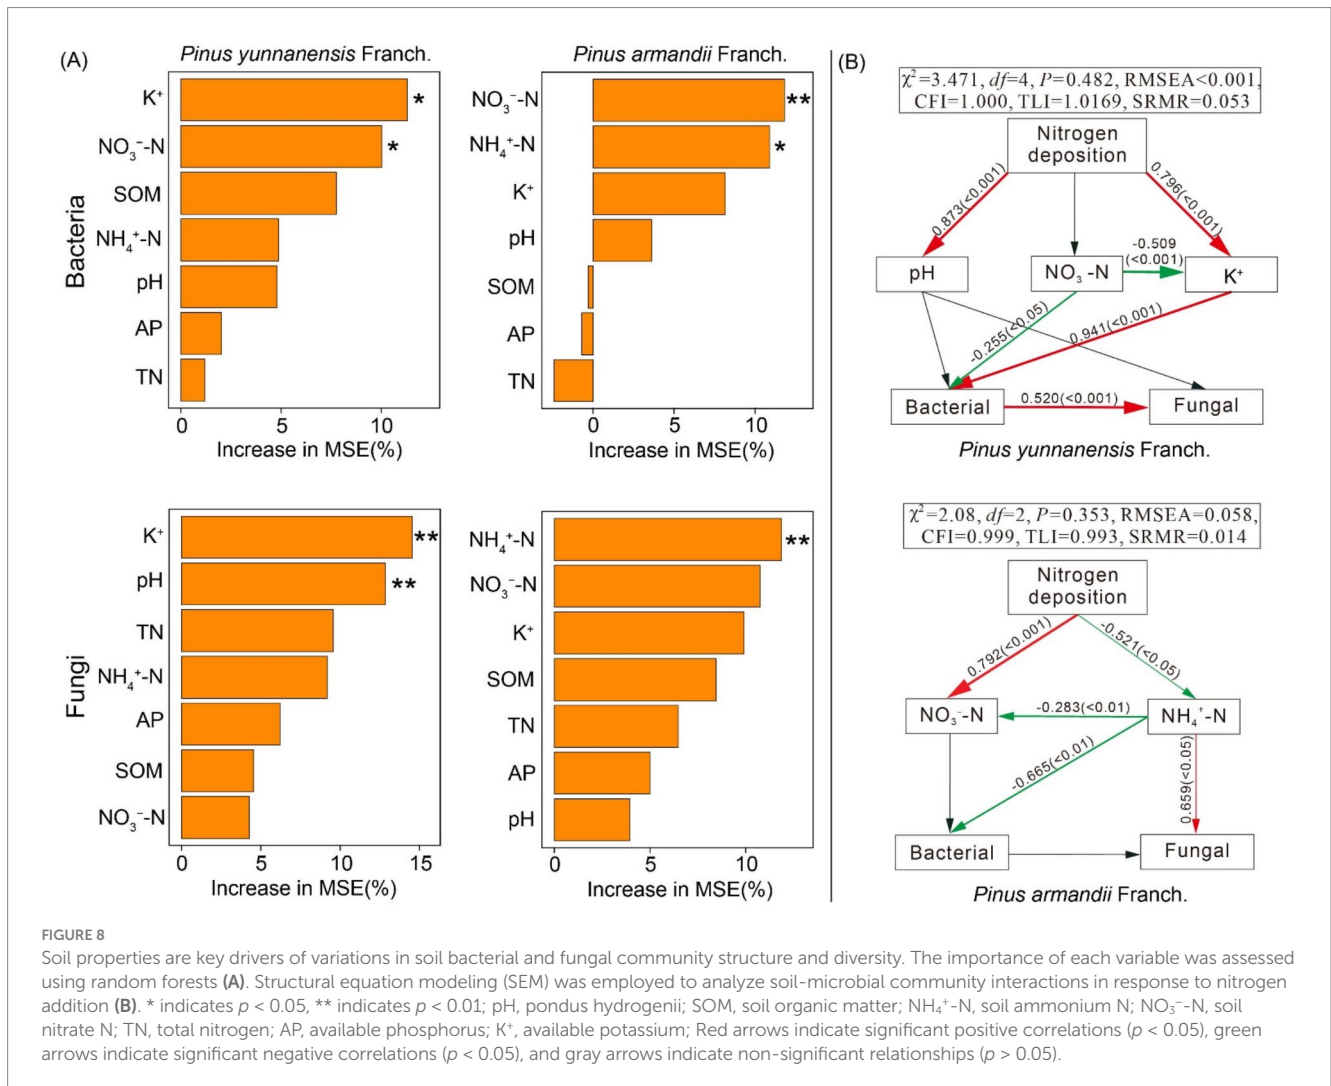 (A)
Pinus yunnanensis Franch.
Pinus armandii Franch.
Bacteria
K⁺
*
NO₃⁻-N
*
SOM
NH₄⁺-N
pH
AP
TN
0 5 10
Increase in MSE(%)
NO₃⁻-N
**
NH₄⁺-N
*
K⁺
pH
SOM
AP
TN
0 5 10
Increase in MSE(%)
Fungi
K⁺
**
pH
**
TN
NH₄⁺-N
AP
SOM
NO₃⁻-N
0 5 10 15
Increase in MSE(%)
NH₄⁺-N
**
NO₃⁻-N
K⁺
SOM
TN
AP
pH
0 5 10
Increase in MSE(%)
(B)
χ²=3.471, df=4, P=0.482, RMSEA<0.001,
CFI=1.000, TLI=1.0169, SRMR=0.053
Nitrogen
deposition
0.873(<0.001)
0.796(<0.001)
-0.509
(<0.001)
pH
NO₃ -N
K⁺
-0.255(<0.05)
0.941(<0.001)
Bacterial
0.520(<0.001)
Fungal
Pinus yunnanensis Franch.
χ²=2.08, df=2, P=0.353, RMSEA=0.058,
CFI=0.999, TLI=0.993, SRMR=0.014
Nitrogen
deposition
0.792(<0.001)
-0.521(<0.05)
NO₃⁻-N
-0.283(<0.01)
NH₄⁺-N
-0.665(<0.01)
0.659(<0.05)
Bacterial
Fungal
Pinus armandii Franch.
FIGURE 8
Soil properties are key drivers of variations in soil bacterial and fungal community structure and diversity. The importance of each variable was assessed
using random forests (A). Structural equation modeling (SEM) was employed to analyze soil-microbial community interactions in response to nitrogen
addition (B). * indicates p < 0.05, ** indicates p < 0.01; pH, pondus hydrogenii; SOM, soil organic matter; NH₄⁺-N, soil ammonium N; NO₃⁻-N, soil
nitrate N; TN, total nitrogen; AP, available phosphorus; K⁺, available potassium; Red arrows indicate significant positive correlations (p < 0.05), green
arrows indicate significant negative correlations (p < 0.05), and gray arrows indicate non-significant relationships (p > 0.05).